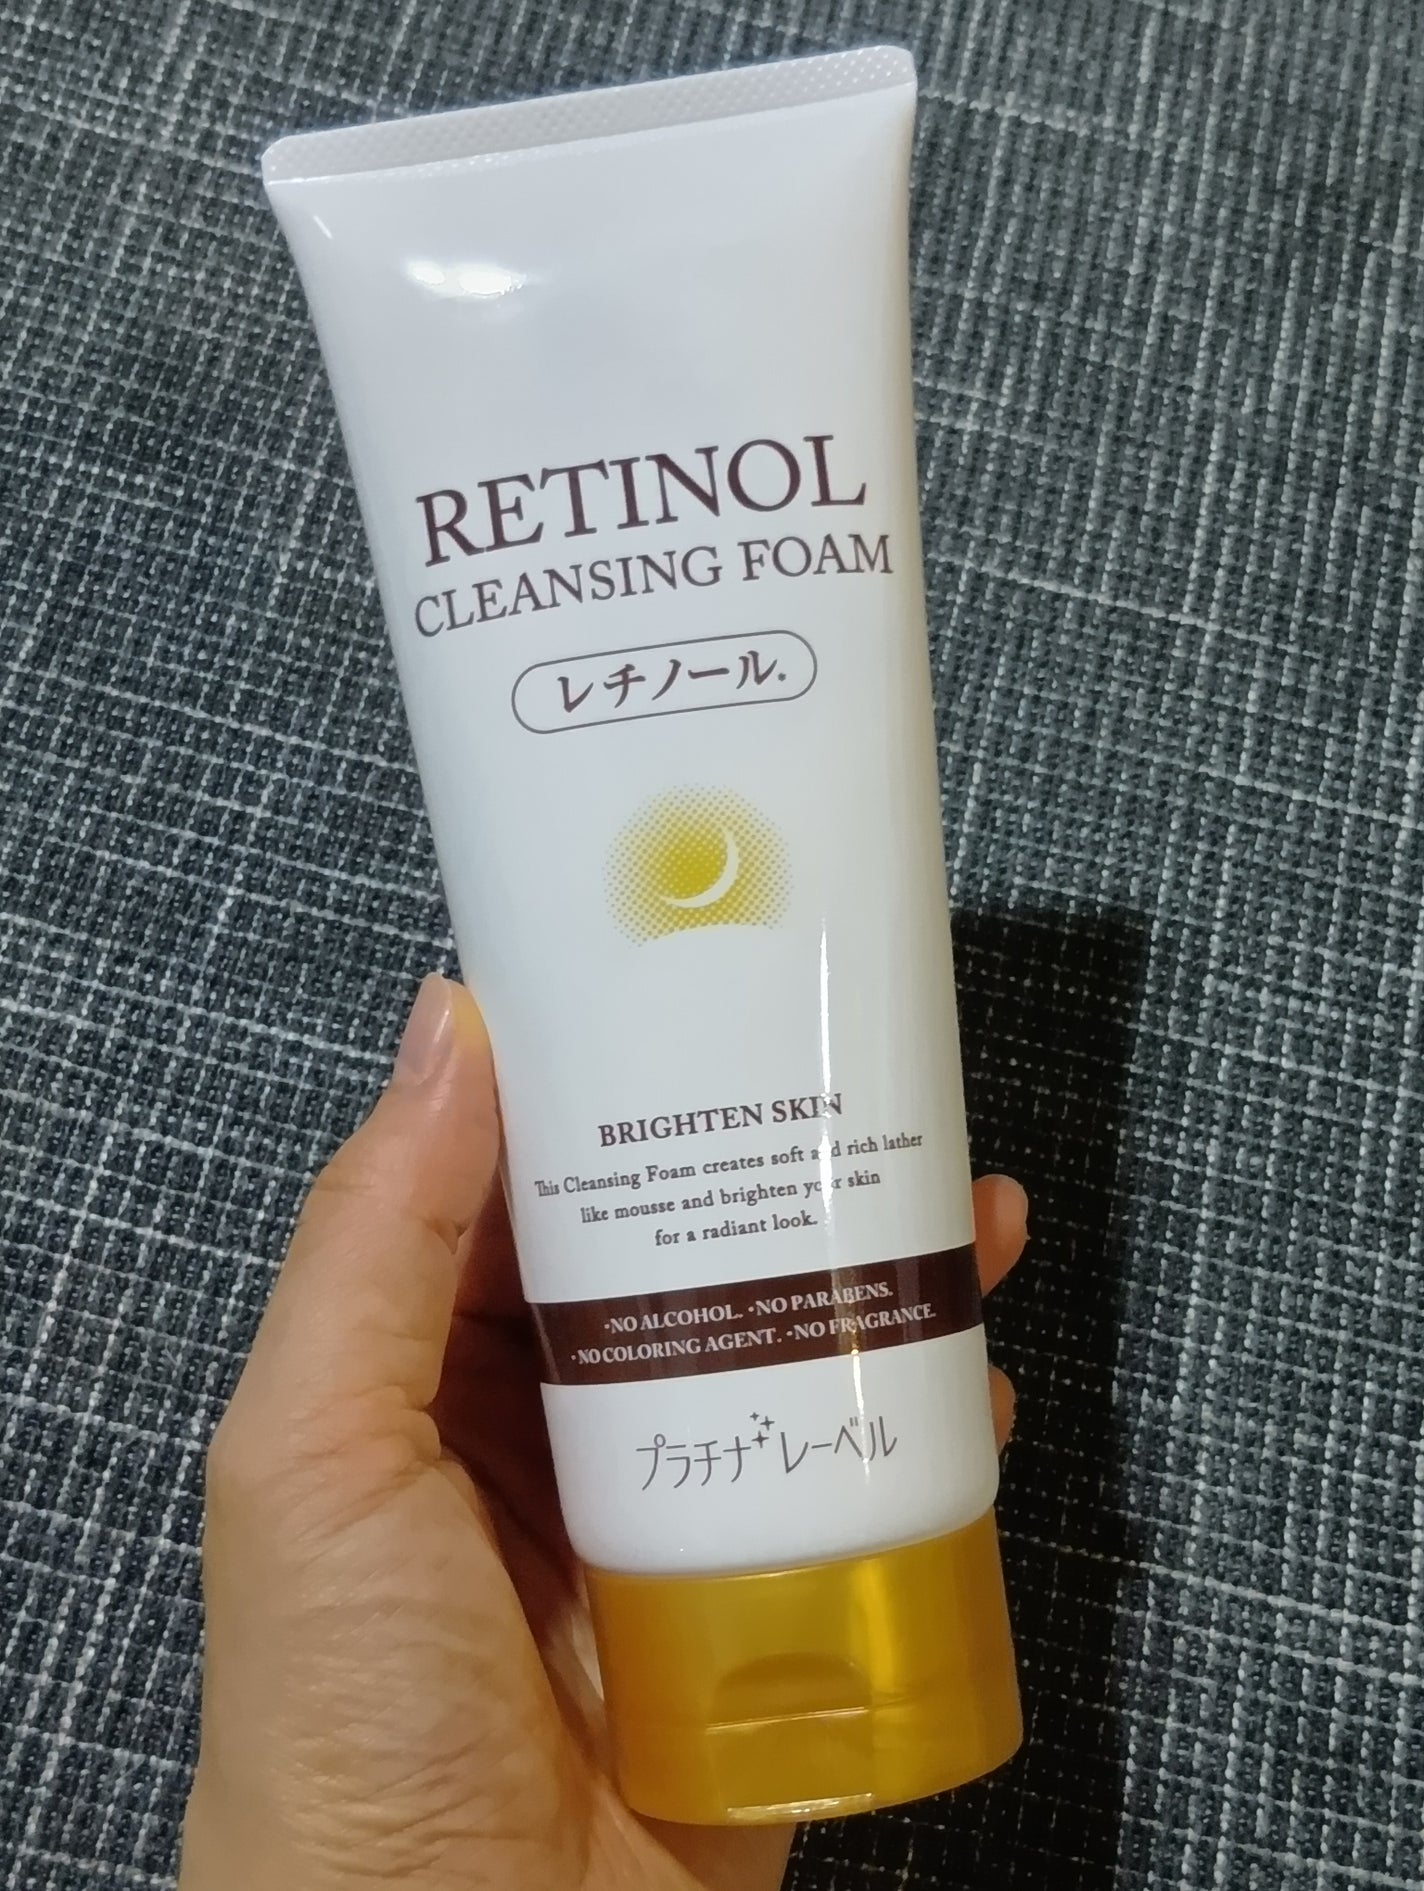 RETINOL
CLEANSING FOAM
レチノール.
BRIGHTEN SKIN
This Cleansing Foam creates soft and rich lather
like mousse and brighten your skin
for a radiant look.
•NO ALCOHOL. •NO PARABENS.
•NO COLORING AGENT. •NO FRAGRANCE.
プラチナレーベル